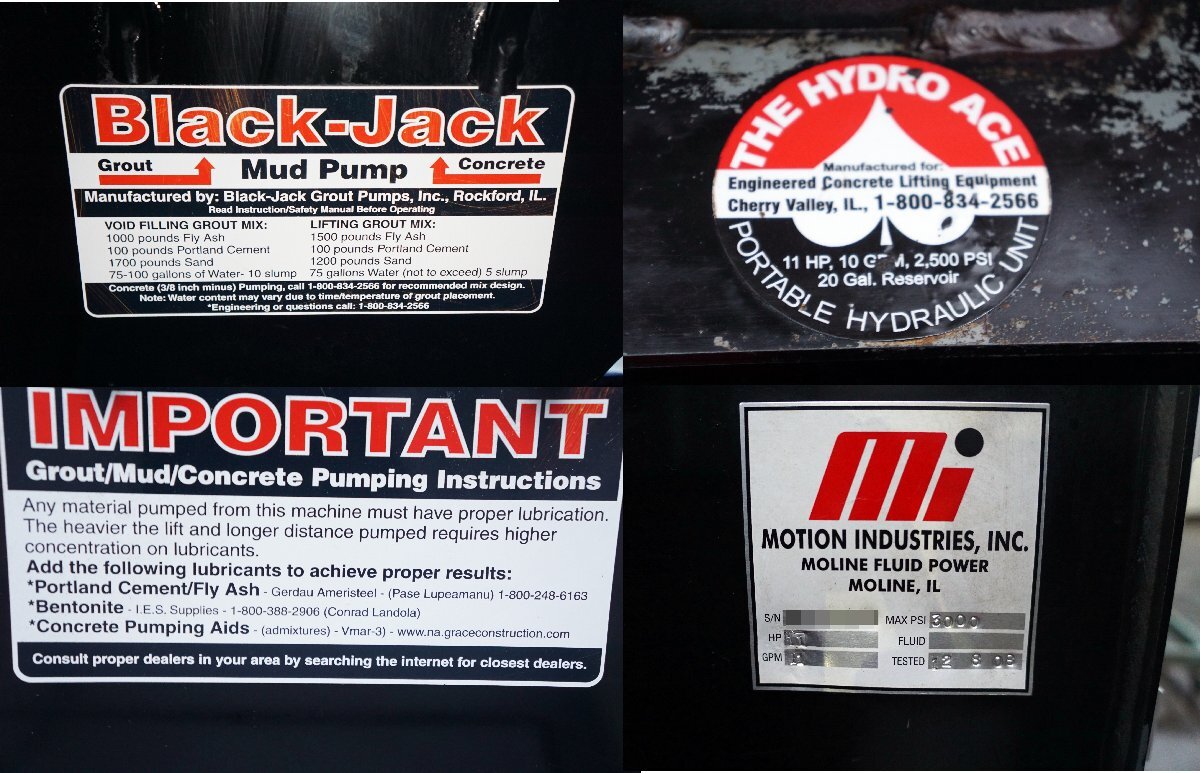 Black-Jack
Grout Mud Pump Concrete
Manufactured by: Black-Jack Grout Pumps, Inc., Rockford, IL.
Read Instruction/Safety Manual Before Operating
VOID FILLING GROUT MIX:
1000 pounds Fly Ash
100 pounds Portland Cement
1700 pounds Sand
75-100 gallons of Water- 10 slump
LIFTING GROUT MIX:
1500 pounds Fly Ash
100 pounds Portland Cement
1200 pounds Sand
75 gallons Water (not to exceed) 5 slump
Concrete (3/8 inch minus) Pumping, call 1-800-834-2566 for recommended mix design.
Note: Water content may vary due to time/temperature of grout placement.
*Engineering or questions call: 1-800-834-2566
THE HYDRO ACE
Manufactured for:
Engineered Concrete Lifting Equipment
Cherry Valley, IL., 1-800-834-2566
11 HP, 10 2,500 PSI
20 Gal. Reservoir
PORTABLE HYDRAULIC UNIT
IMPORTANT
Grout/Mud/Concrete Pumping Instructions
Any material pumped from this machine must have proper lubrication.
The heavier the lift and longer distance pumped requires higher
concentration on lubricants.
Add the following lubricants to achieve proper results:
*Portland Cement/Fly Ash - Gerdau Ameristeel - (Pase Lupeamanu) 1-800-248-6163
*Bentonite - I.E.S. Supplies - 1-800-388-2906 (Conrad Landola)
*Concrete Pumping Aids - (admixtures) - Vmar-3) - www.na.graceconstruction.com
Consult proper dealers in your area by searching the internet for closest dealers.
mi
MOTION INDUSTRIES, INC.
MOLINE FLUID POWER
MOLINE, IL
S/N
HP
GPM
MAX PSI 3000
FLUID
TESTED 12 8 08